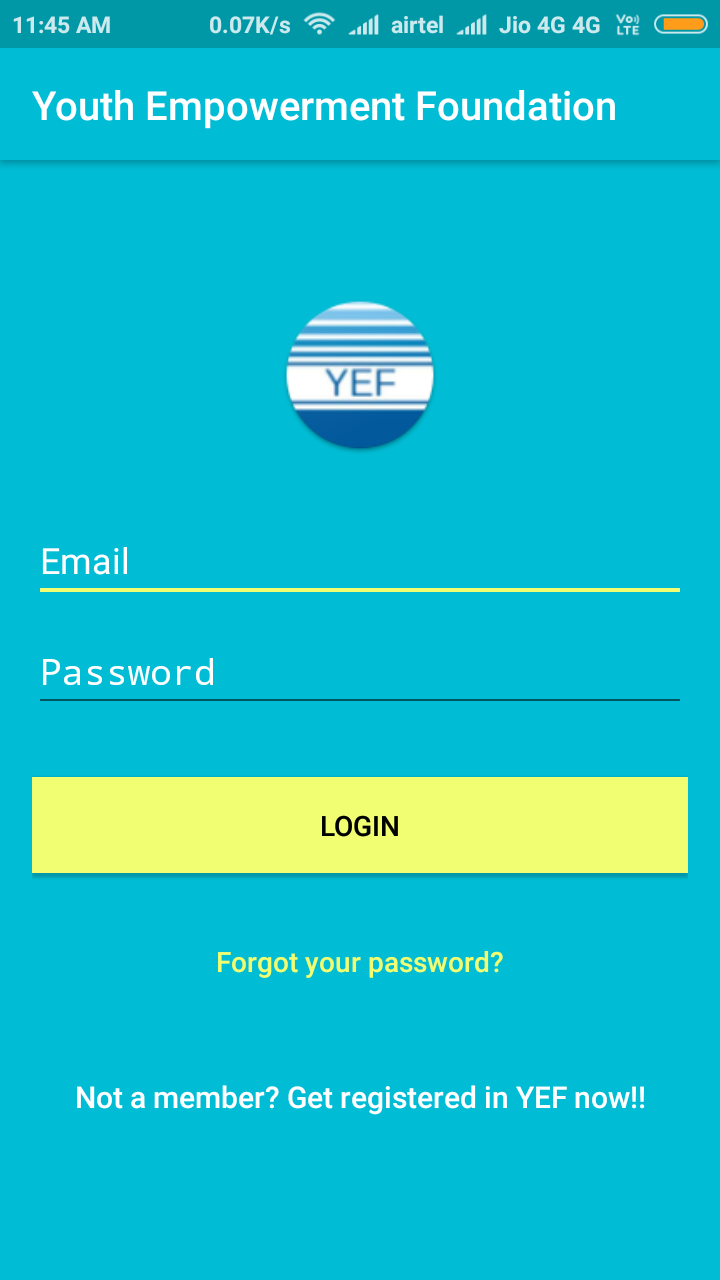 11:45 AM 0.07K/s airtel Jio 4G 4G Vo LTE
Youth Empowerment Foundation
YEF
Email
Password
LOGIN
Forgot your password?
Not a member? Get registered in YEF now!!